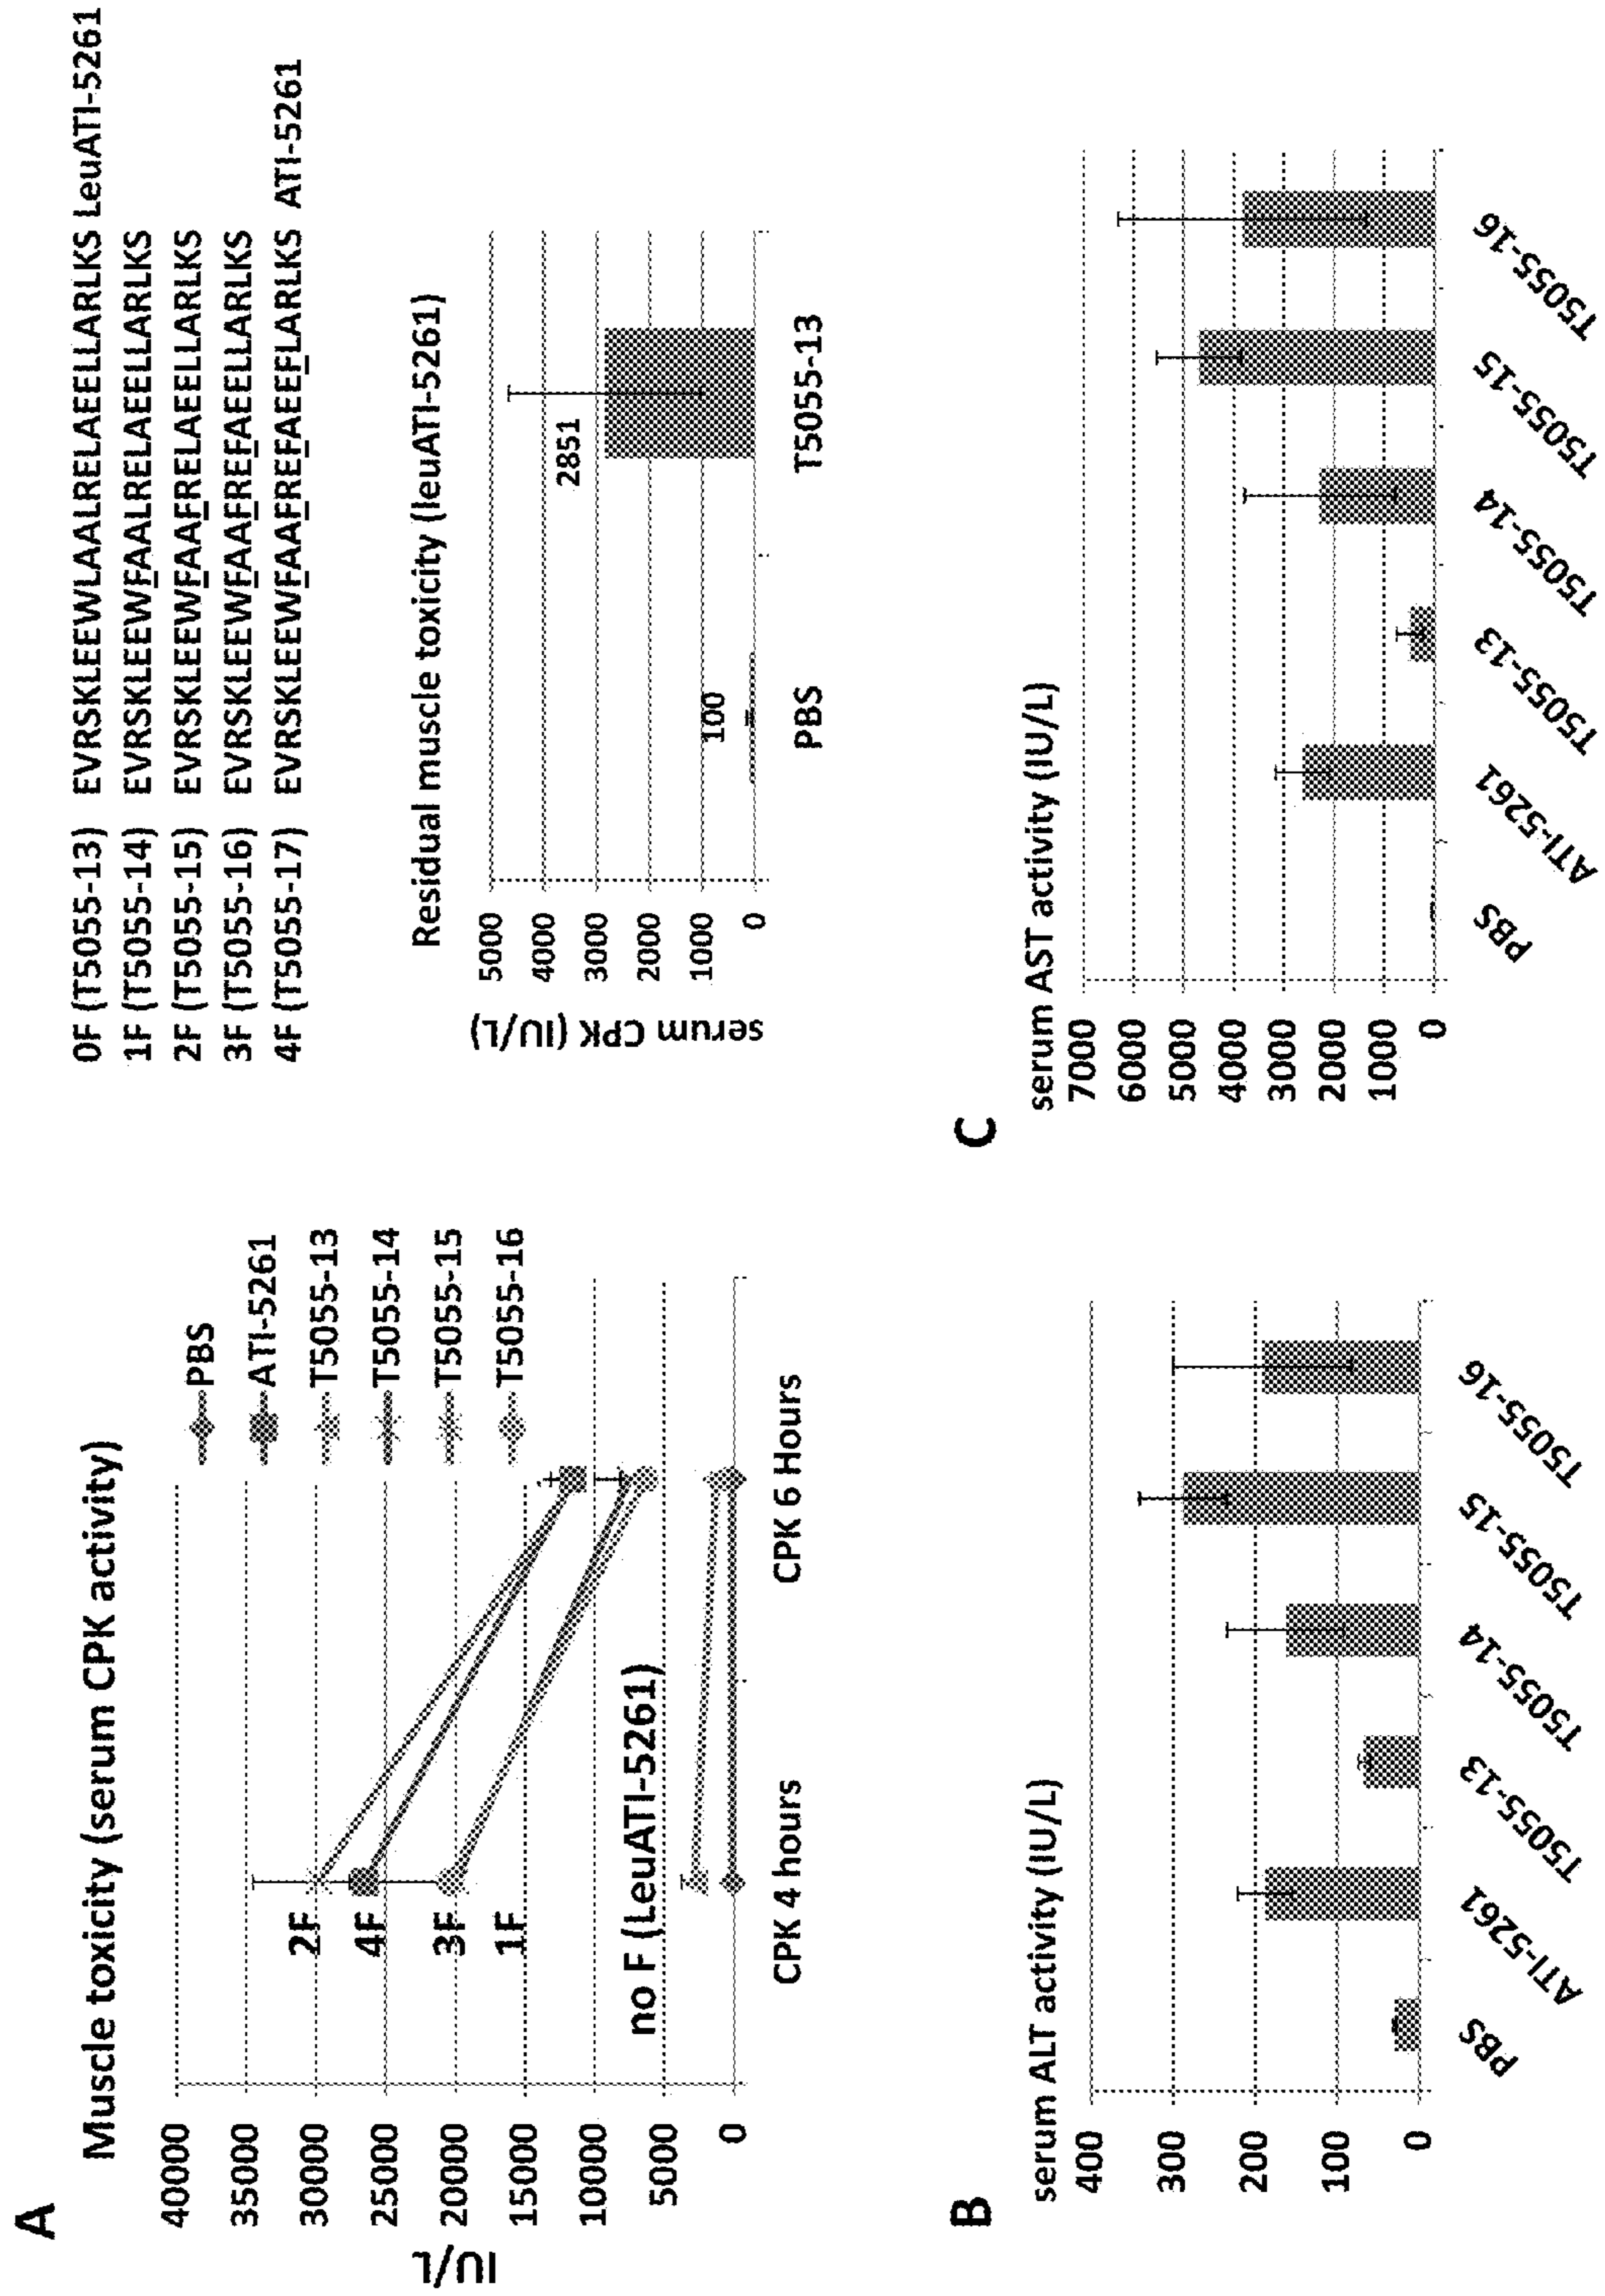 A
Muscle toxicity (serum CPK activity)
IU/L
40000
35000
30000
25000
20000
15000
10000
5000
0
2F
4F
3F
1F
no F (LeuATI-5261)
CPK 4 hours
CPK 6 Hours
PBS
ATI-5261
T5055-13
T5055-14
T5055-15
T5055-16
0F (T5055-13) EVRSKLEEWLAALRELAEELLARLKS LeuATI-5261
1F (T5055-14) EVRSKLEEWFAALRELAEELLARLKS
2F (T5055-15) EVRSKLEEWFAAFRELAEELLARLKS
3F (T5055-16) EVRSKLEEWFAAFREFAEELLARLKS
4F (T5055-17) EVRSKLEEWFAAFREFAEEFLARLKS ATI-5261
Residual muscle toxicity (leuATI-5261)
serum CPK (IU/L)
5000
4000
3000
2000
1000
0
100
2851
PBS
T5055-13
B
serum ALT activity (IU/L)
400
300
200
100
0
PBS
ATI-5261
T5055-13
T5055-14
T5055-15
T5055-16
C
serum AST activity (IU/L)
7000
6000
5000
4000
3000
2000
1000
0
PBS
ATI-5261
T5055-13
T5055-14
T5055-15
T5055-16